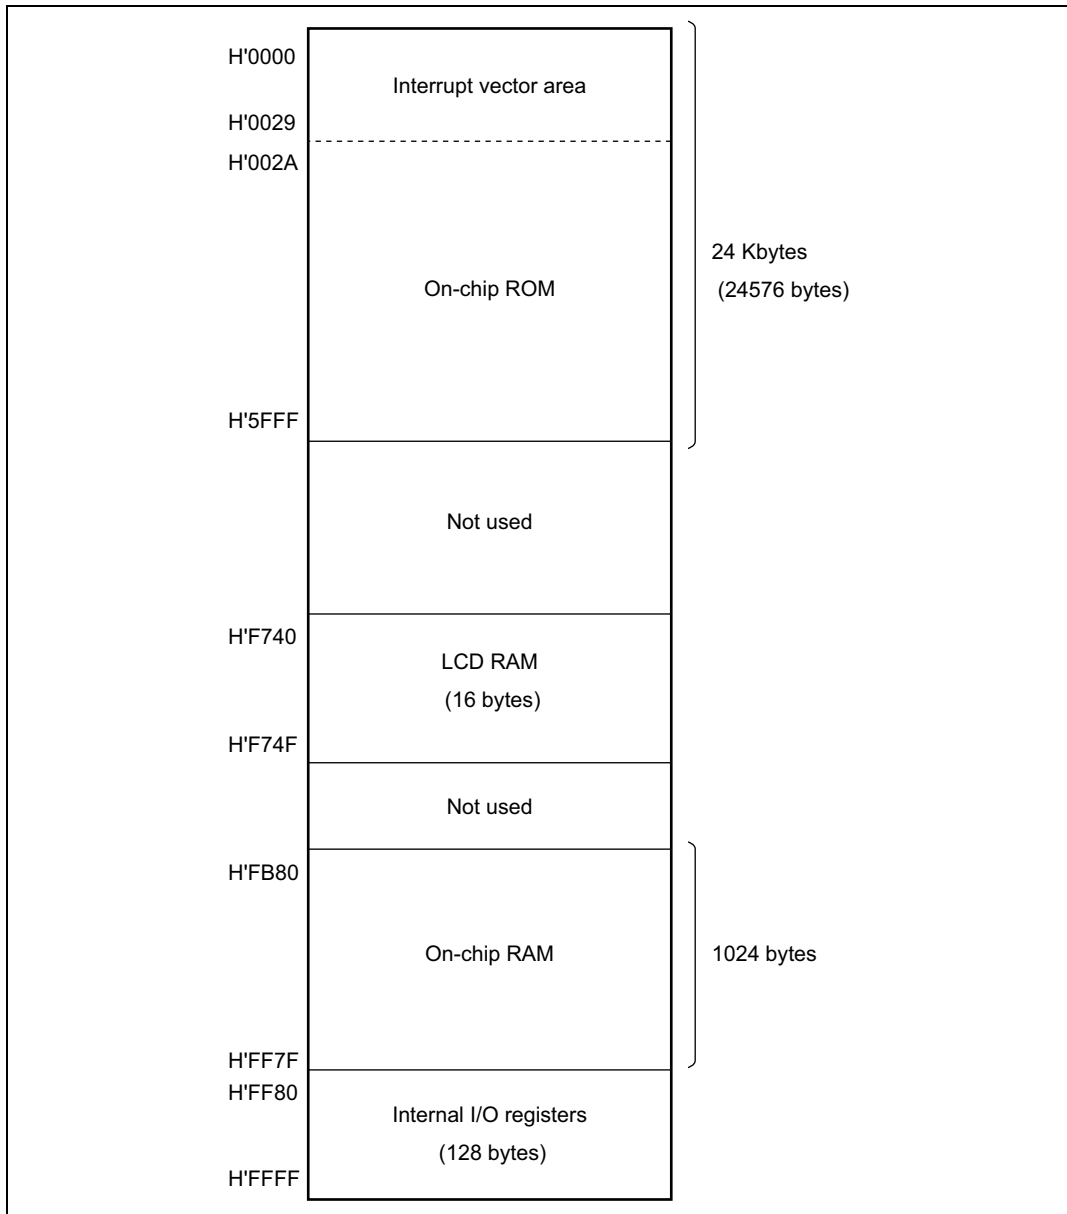 H'0000
Interrupt vector area
H'0029
H'002A
24 Kbytes
(24576 bytes)
On-chip ROM
H'5FFF
Not used
H'F740
LCD RAM
(16 bytes)
H'F74F
Not used
H'FB80
On-chip RAM
1024 bytes
H'FF7F
H'FF80
Internal I/O registers
(128 bytes)
H'FFFF